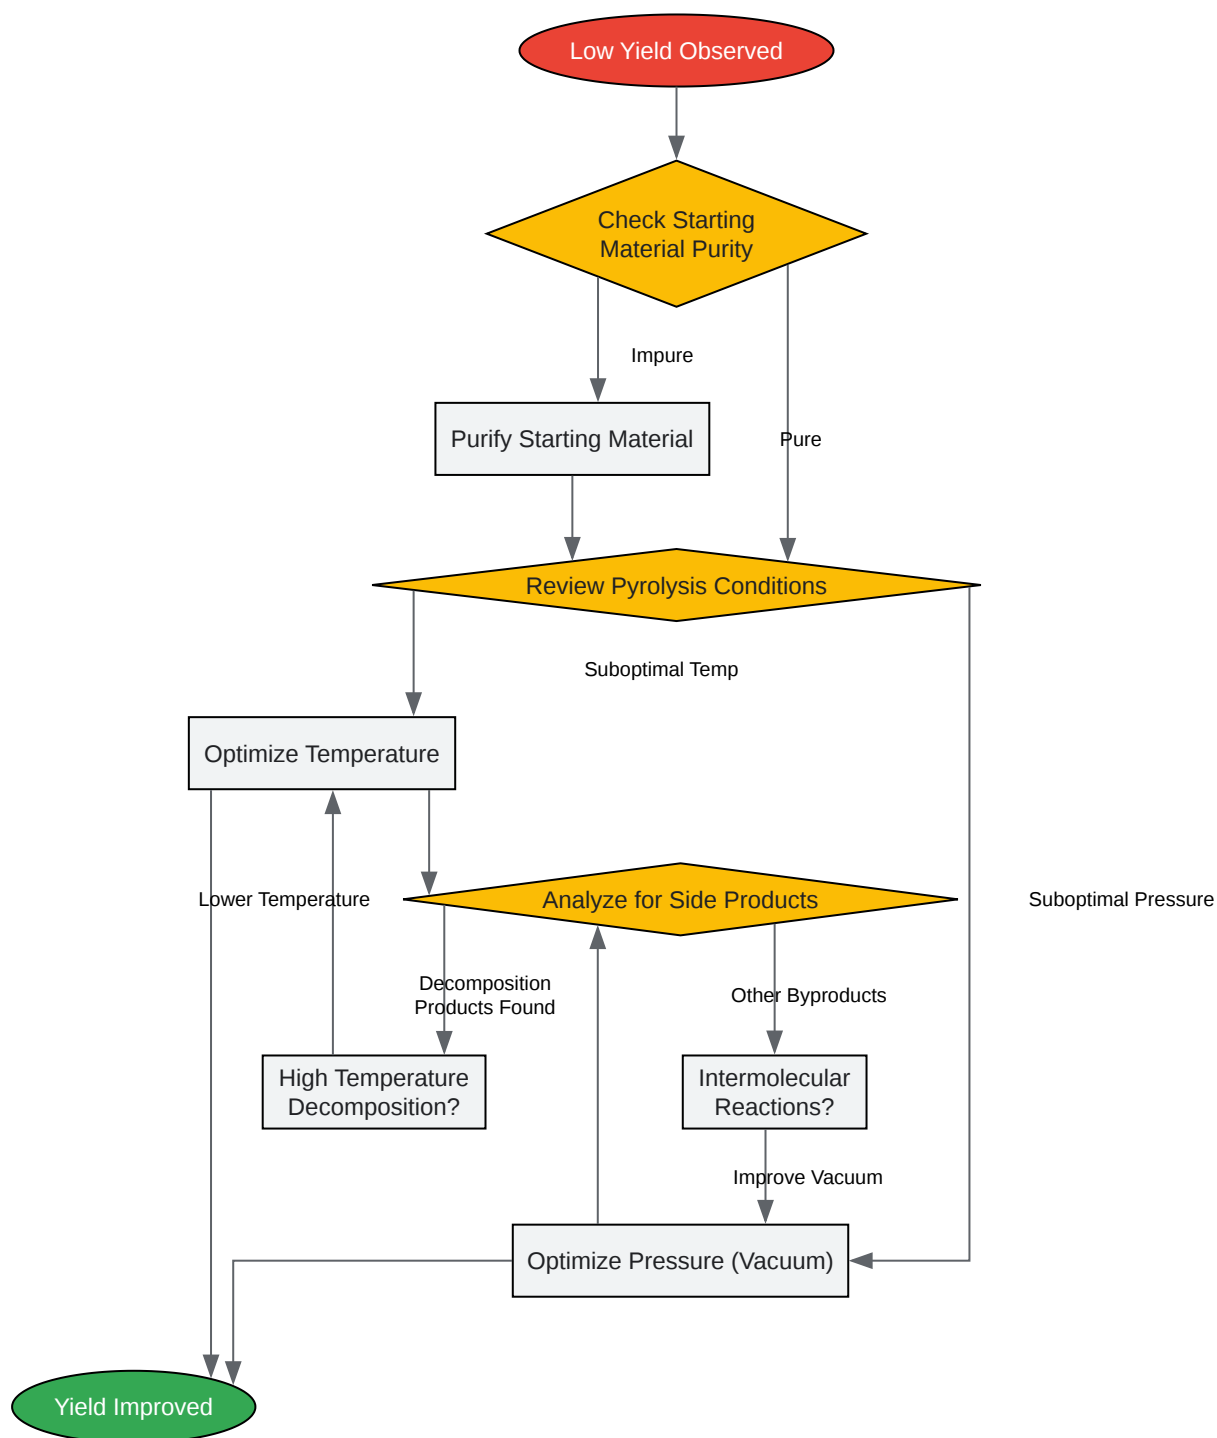 Low Yield Observed
Check Starting
Material Purity
Impure
Purify Starting Material
Pure
Review Pyrolysis Conditions
Suboptimal Temp
Optimize Temperature
Lower Temperature
Analyze for Side Products
Suboptimal Pressure
Decomposition
Products Found
Other Byproducts
High Temperature
Decomposition?
Intermolecular
Reactions?
Improve Vacuum
Optimize Pressure (Vacuum)
Yield Improved